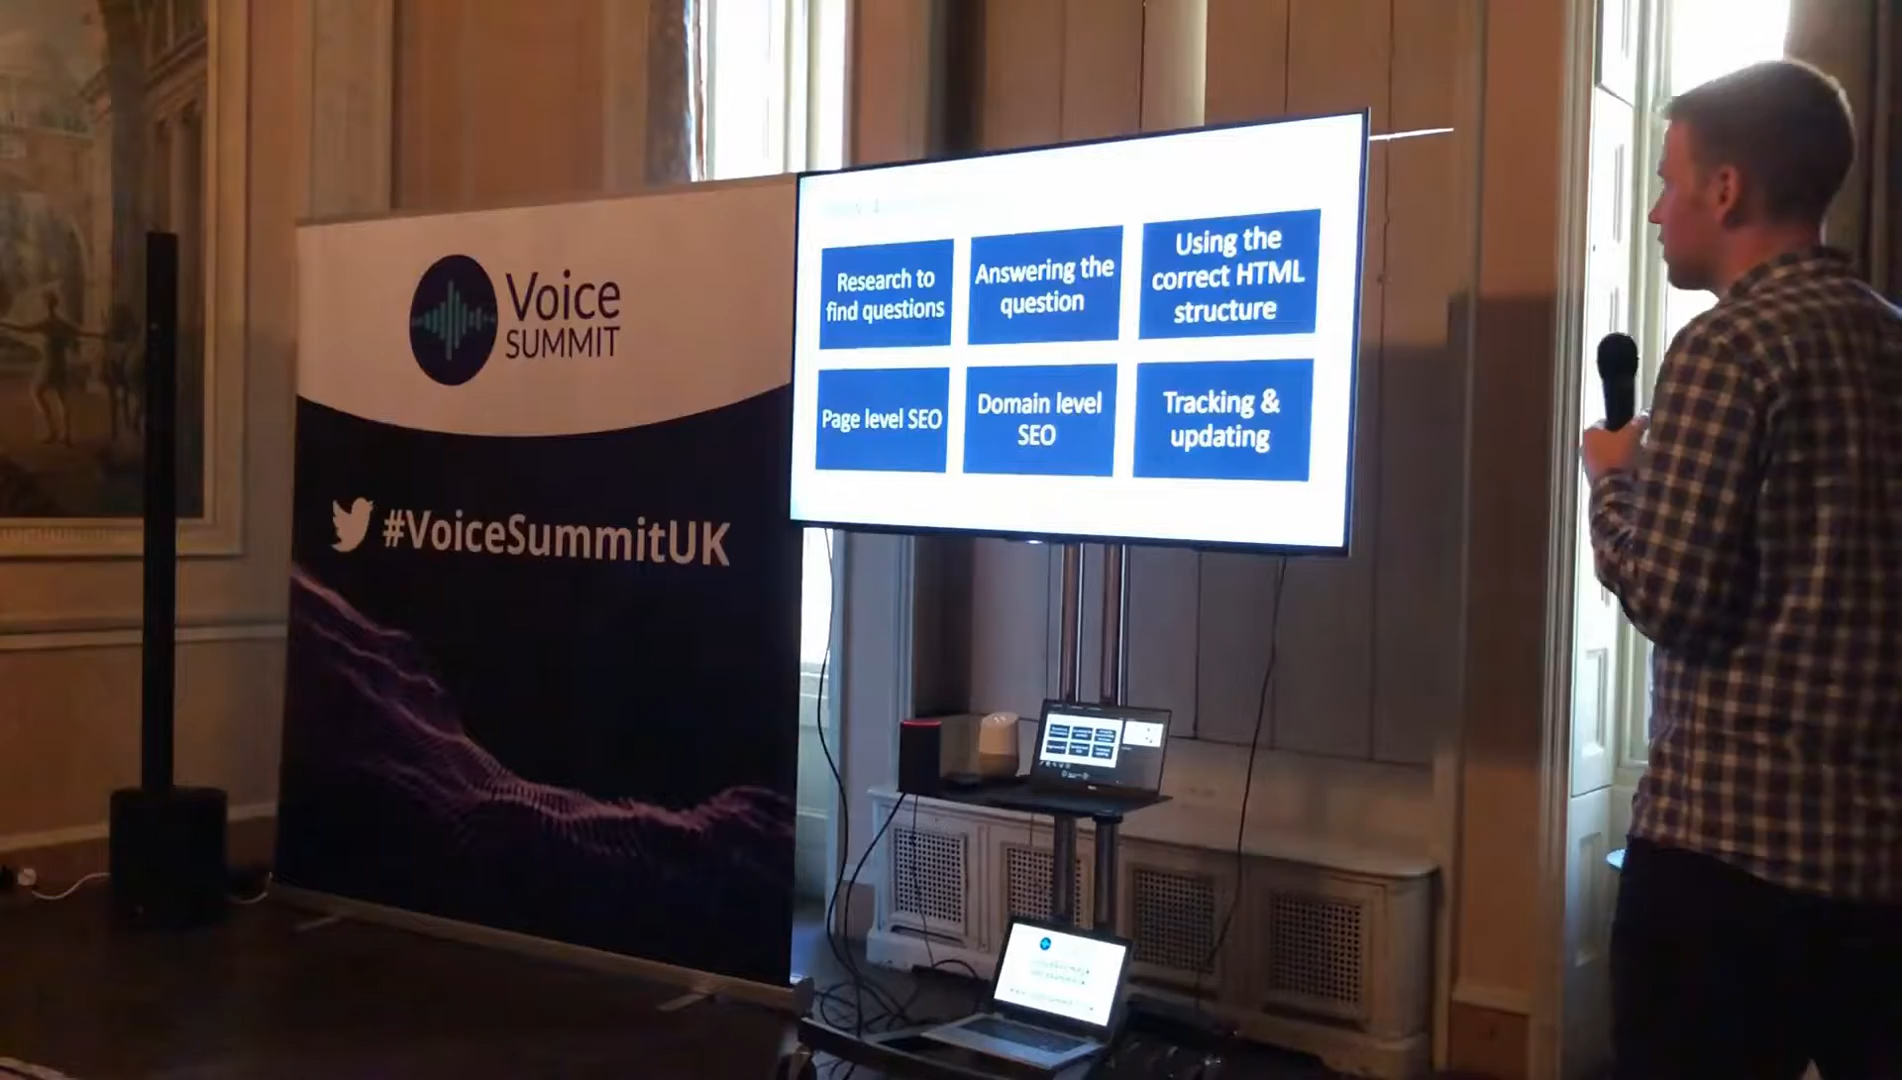 Voice
SUMMIT
#VoiceSummitUK
Research to
find questions
Answering the
question
Using the
correct HTML
structure
Page level SEO
Domain level
SEO
Tracking &
updating